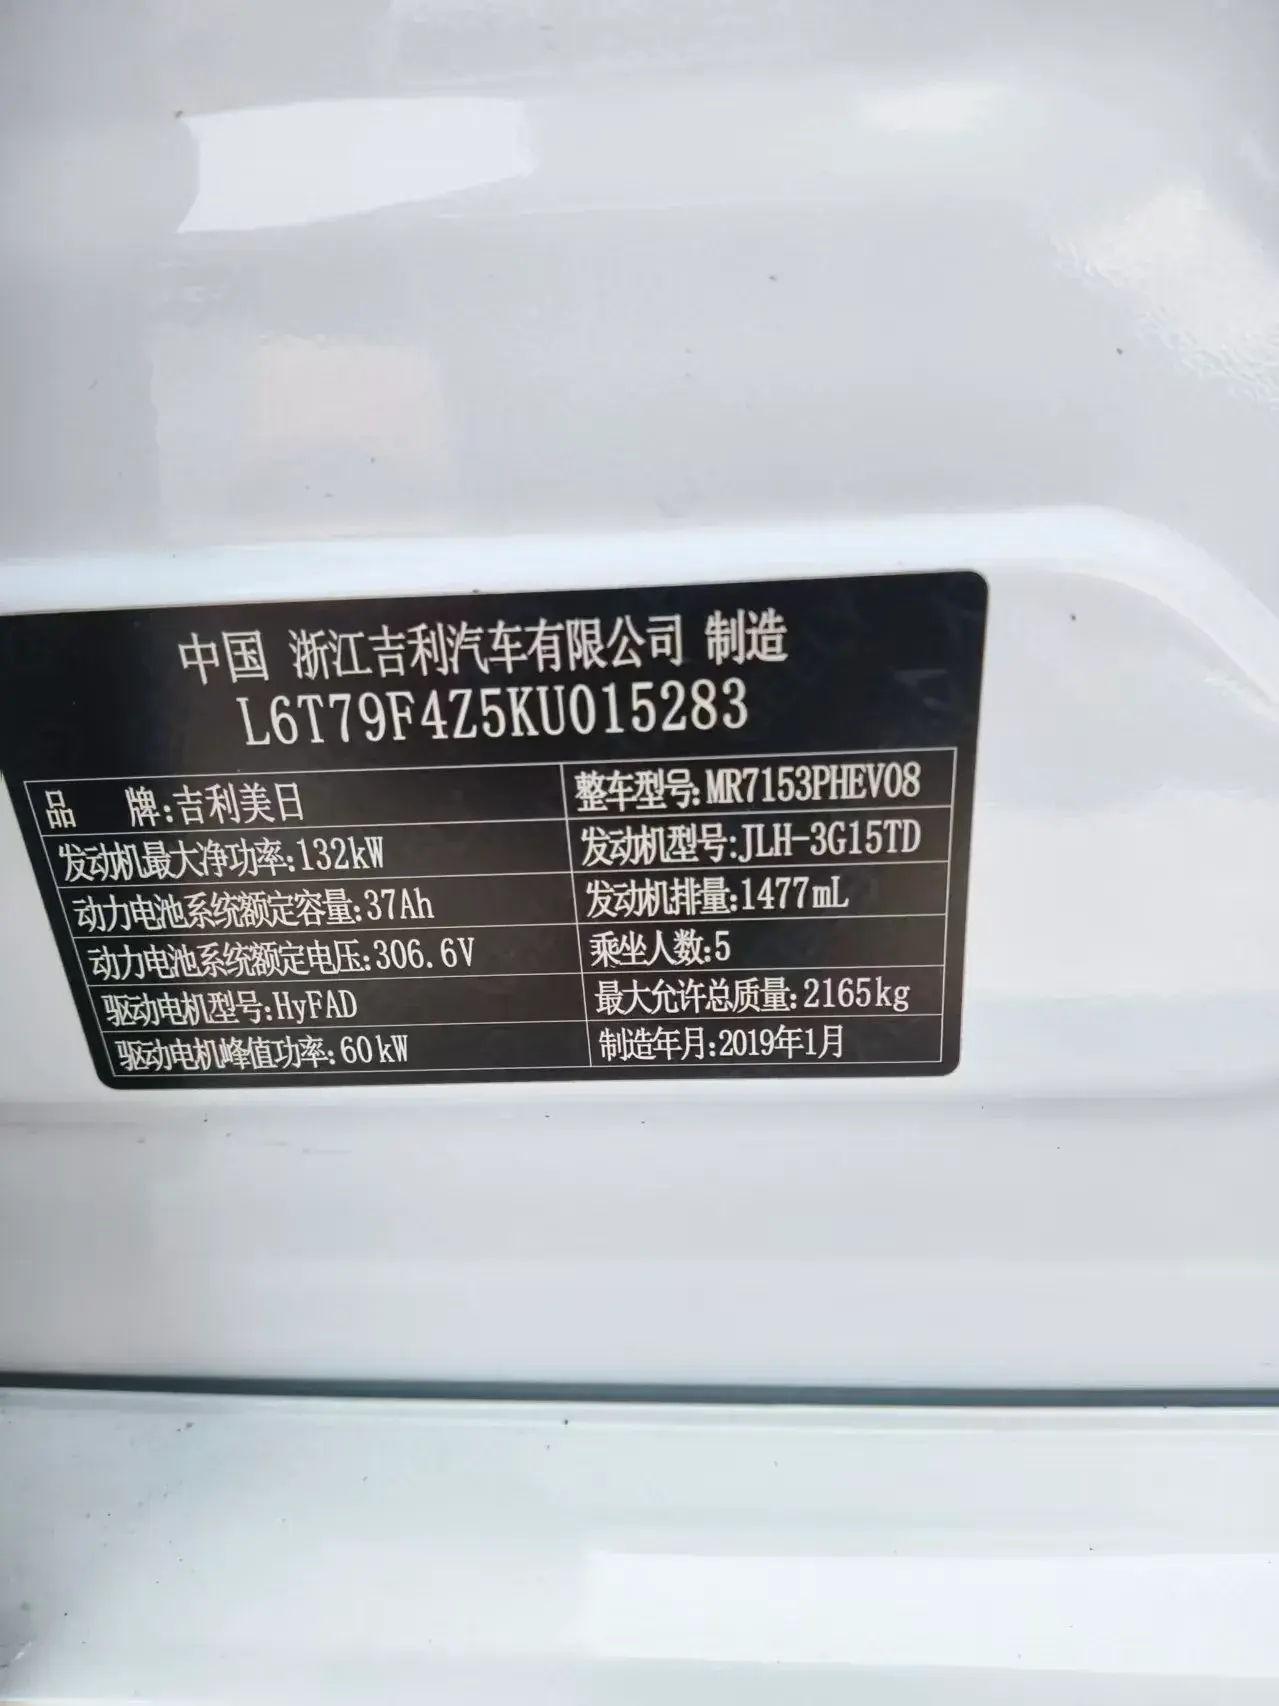 中国 浙江吉利汽车有限公司 制造
L6T79F4Z5KU015283
品 牌:吉利美日 整车型号:MR7153PHEV08
发动机最大净功率:132kW 发动机型号:JLH-3G15TD
动力电池系统额定容量:37Ah 发动机排量:1477mL
动力电池系统额定电压:306.6V 乘坐人数:5
驱动电机型号:HyFAD 最大允许总质量:2165kg
驱动电机峰值功率:60kW 制造年月:2019年1月